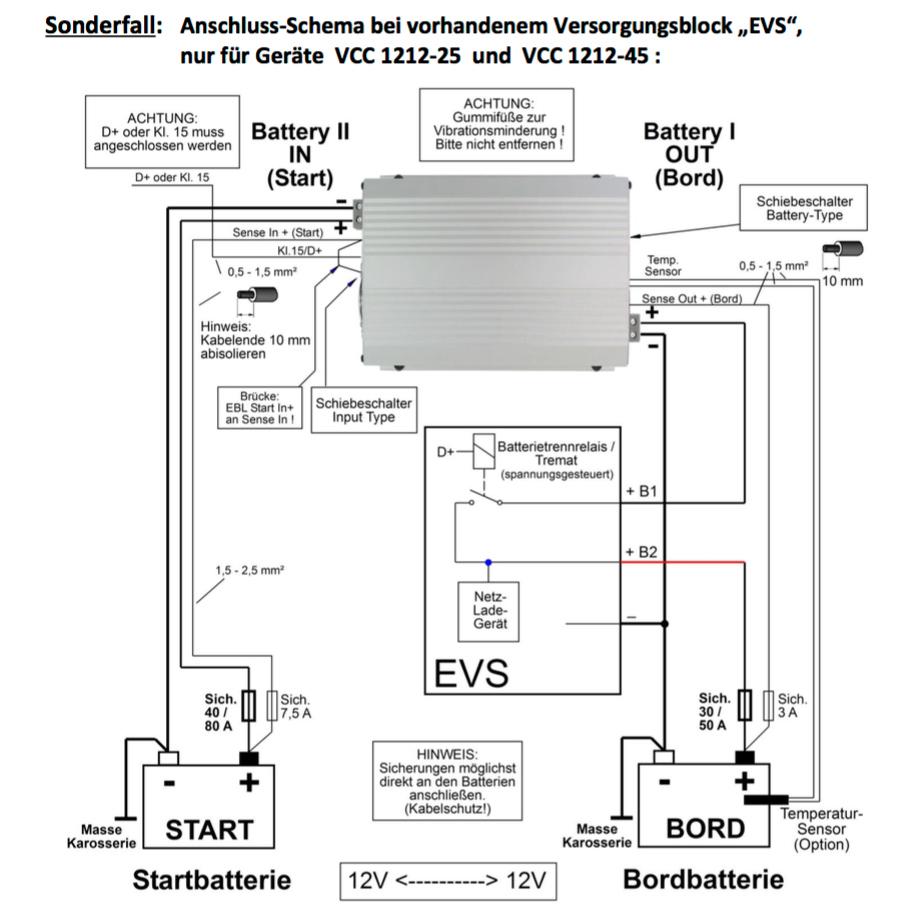 Sonderfall: Anschluss-Schema bei vorhandenem Versorgungsblock „EVS“,
nur für Geräte VCC 1212-25 und VCC 1212-45 :
ACHTUNG:
D+ oder Kl. 15 muss
angeschlossen werden
Battery II
IN
(Start)
ACHTUNG:
Gummifüße zur
Vibrationsminderung !
Bitte nicht entfernen !
Battery I
OUT
(Bord)
D+ oder Kl. 15
Schiebeschalter
Battery-Type
-
+
Sense In + (Start)
Kl.15/D+
0,5 - 1,5 mm²
Temp.
Sensor
0,5 - 1,5 mm²
10 mm
Sense Out + (Bord)
+
-
Hinweis:
Kabelende 10 mm
abisolieren
Brücke:
EBL Start In+
an Sense In !
Schiebeschalter
Input Type
D+
Batterietrennrelais /
Tremat
(spannungsgesteuert)
+ B1
+ B2
1,5 - 2,5 mm²
Netz-
Lade-
Gerät
-
EVS
Sich.
40 /
80 A
Sich.
7,5 A
Sich.
30 /
50 A
Sich.
3 A
HINWEIS:
Sicherungen möglichst
direkt an den Batterien
anschließen.
(Kabelschutz!)
- +
START
Masse
Karosserie
- +
BORD
Masse
Karosserie
Temperatur-
Sensor
(Option)
Startbatterie
12V <----------> 12V
Bordbatterie